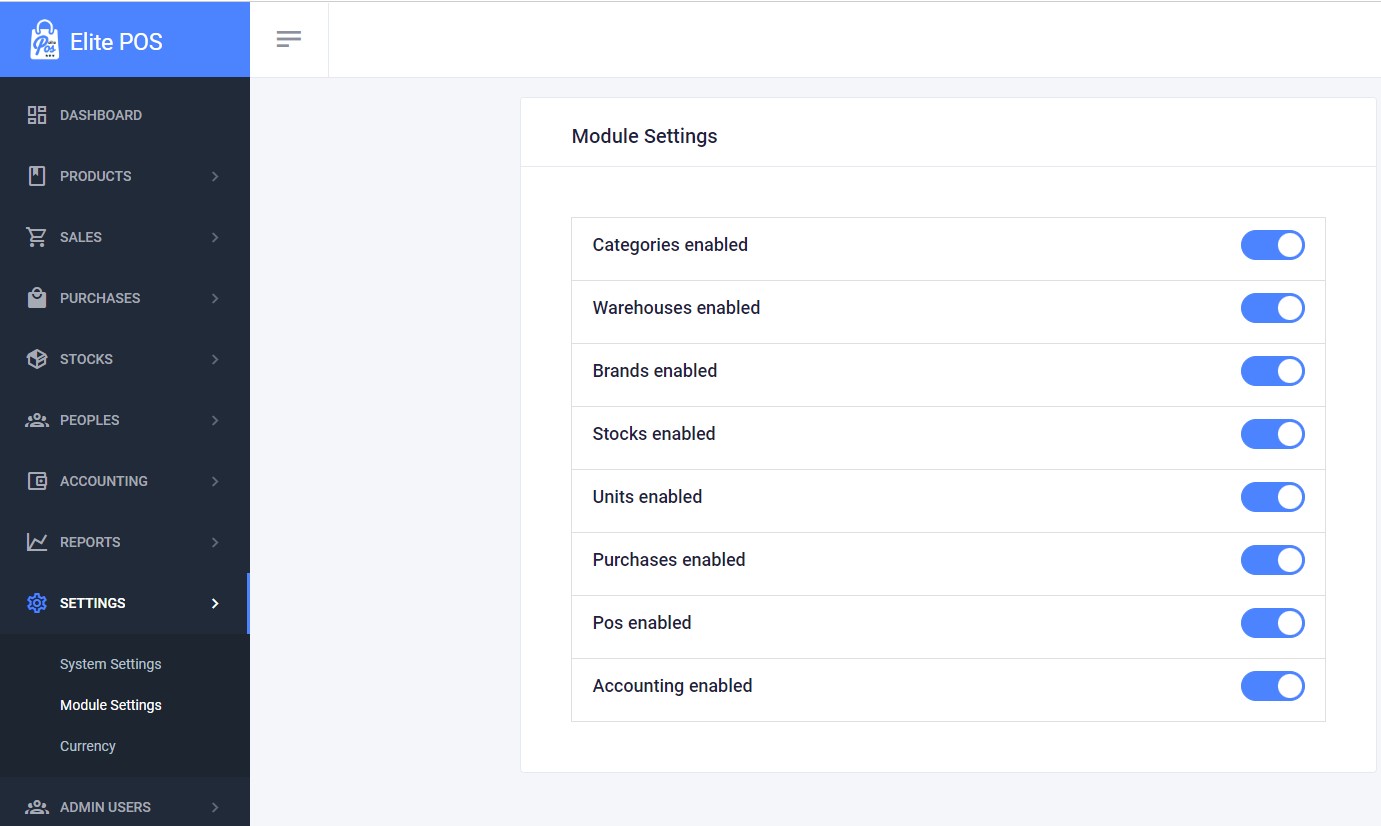 Elite POS
DASHBOARD
PRODUCTS
SALES
PURCHASES
STOCKS
PEOPLES
ACCOUNTING
REPORTS
SETTINGS
System Settings
Module Settings
Currency
ADMIN USERS
Module Settings
Categories enabled
Warehouses enabled
Brands enabled
Stocks enabled
Units enabled
Purchases enabled
Pos enabled
Accounting enabled